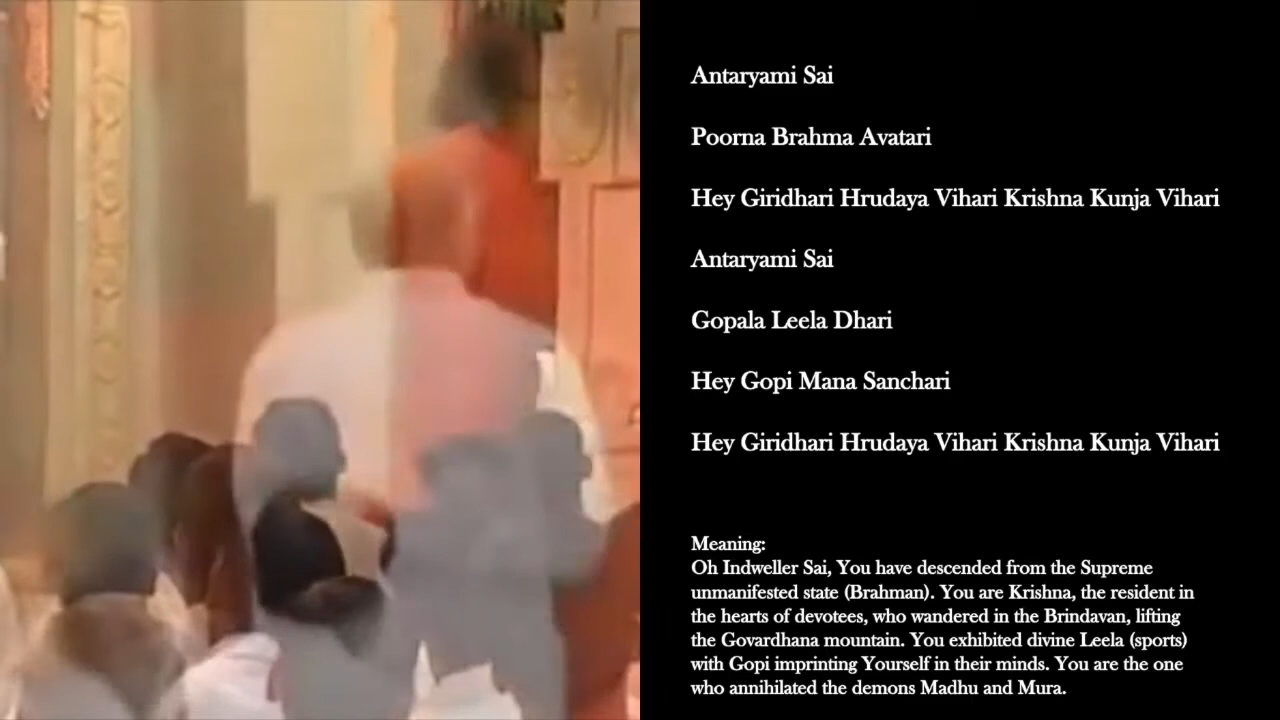 Antaryami Sai
Poorna Brahma Avatari
Hey Giridhari Hrudaya Vihari Krishna Kunja Vihari
Antaryami Sai
Gopala Leela Dhari
Hey Gopi Mana Sanchari
Hey Giridhari Hrudaya Vihari Krishna Kunja Vihari
Meaning:
Oh Indweller Sai, You have descended from the Supreme
unmanifested state (Brahman). You are Krishna, the resident in
the hearts of devotees, who wandered in the Brindavan, lifting
the Govardhana mountain. You exhibited divine Leela (sports)
with Gopi imprinting Yourself in their minds. You are the one
who annihilated the demons Madhu and Mura.